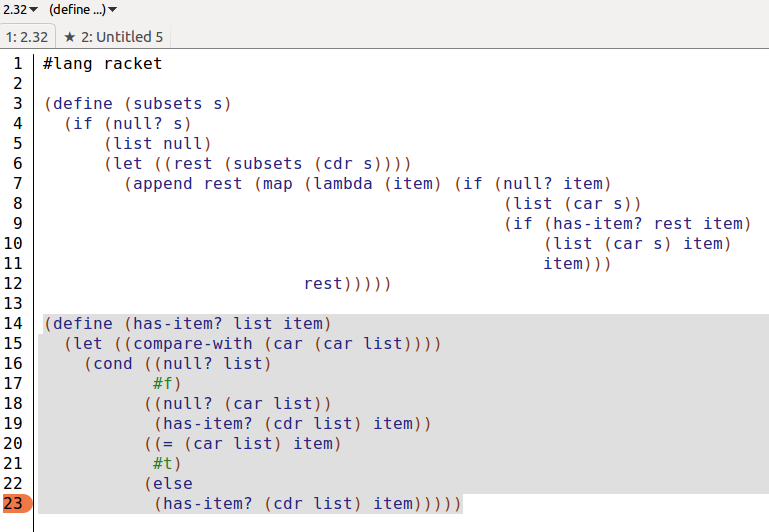 2.32▾ (define ...)▾
1: 2.32 ★ 2: Untitled 5
1 #lang racket
2
3 (define (subsets s)
4   (if (null? s)
5       (list null)
6       (let ((rest (subsets (cdr s))))
7         (append rest (map (lambda (item) (if (null? item)
8                                              (list (car s))
9                                              (if (has-item? rest item)
10                                                 (list (car s) item)
11                                                 item)))
12                          rest)))))
13
14 (define (has-item? list item)
15   (let ((compare-with (car (car list))))
16     (cond ((null? list)
17            #f)
18           ((null? (car list))
19            (has-item? (cdr list) item))
20           ((= (car list) item)
21            #t)
22           (else
23            (has-item? (cdr list) item)))))